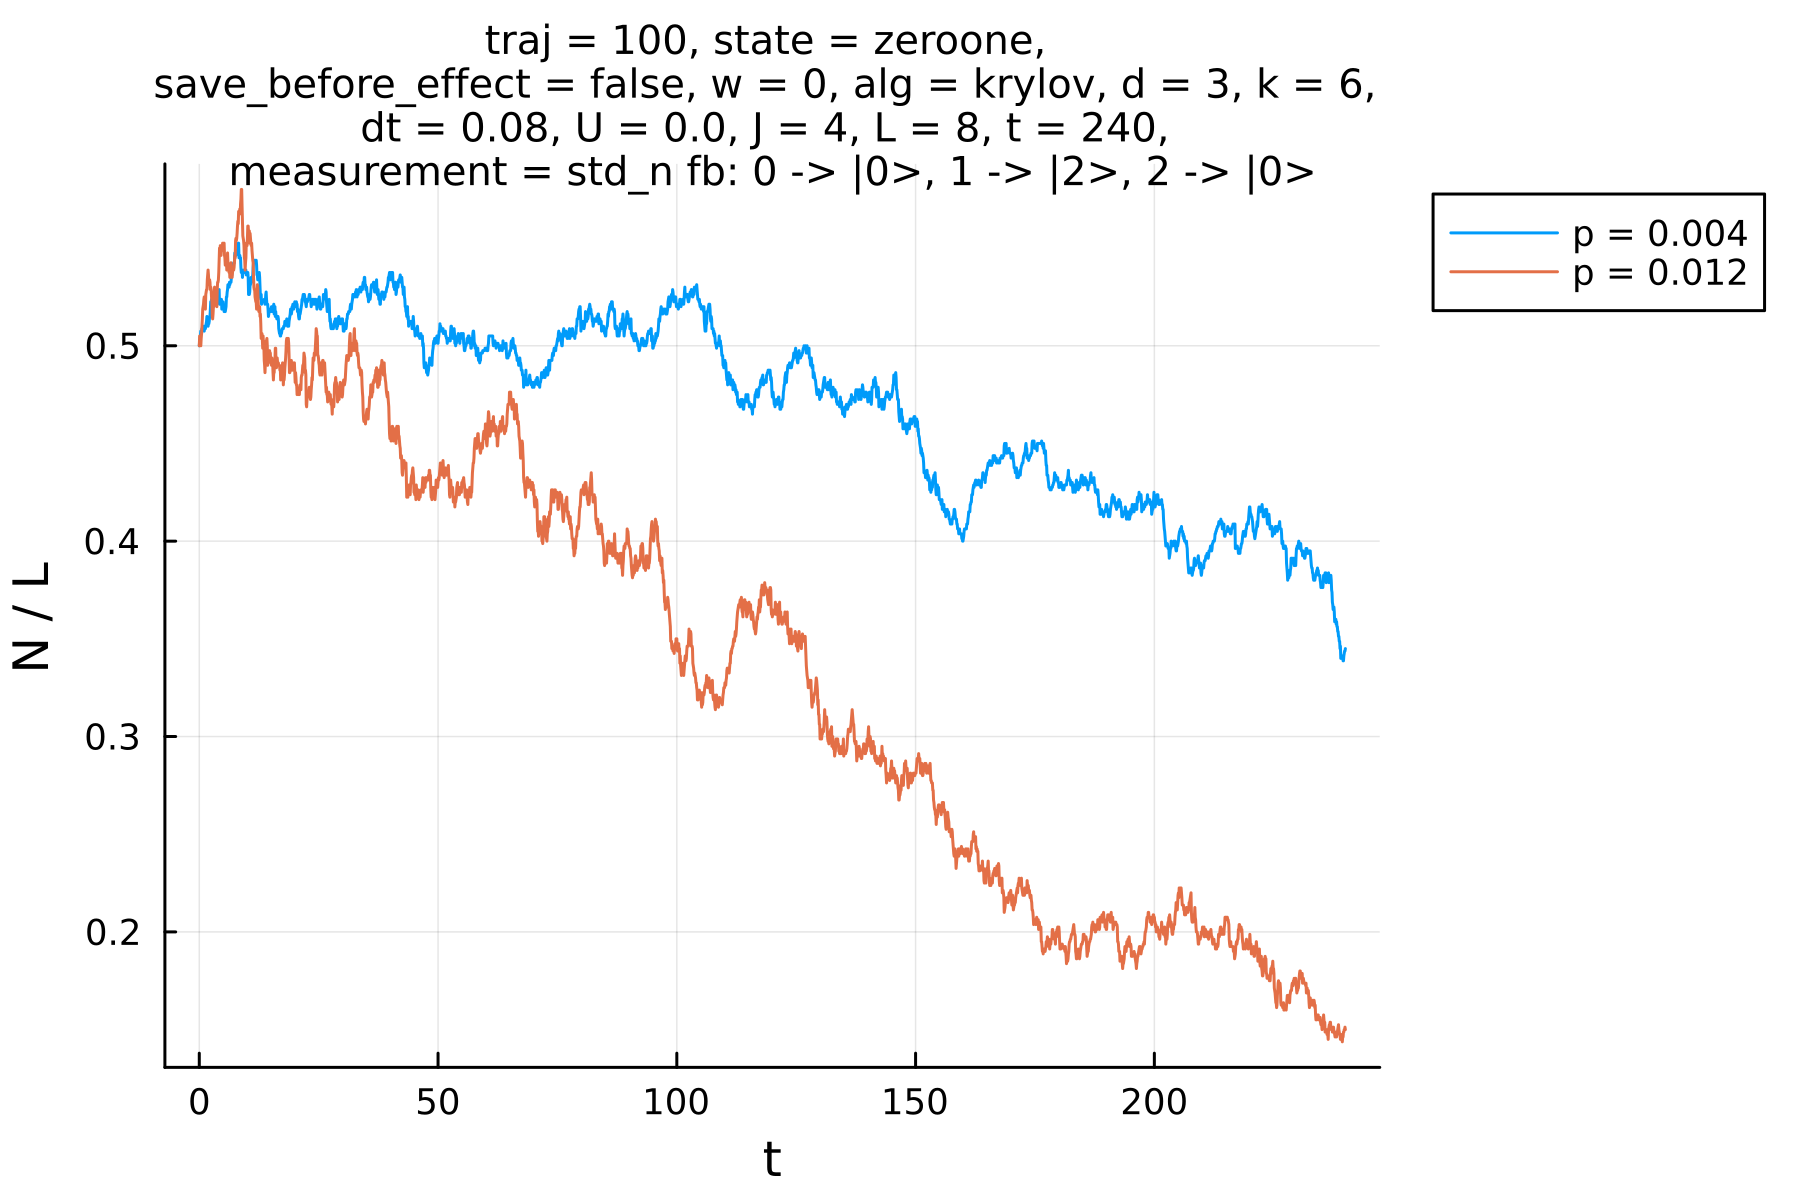 traj = 100, state = zeroone,
save_before_effect = false, w = 0, alg = krylov, d = 3, k = 6,
dt = 0.08, U = 0.0, J = 4, L = 8, t = 240,
measurement = std_n fb: 0 -> |0>, 1 -> |2>, 2 -> |0>
p = 0.004
p = 0.012
N / L
0.5
0.4
0.3
0.2
0 50 100 150 200
t